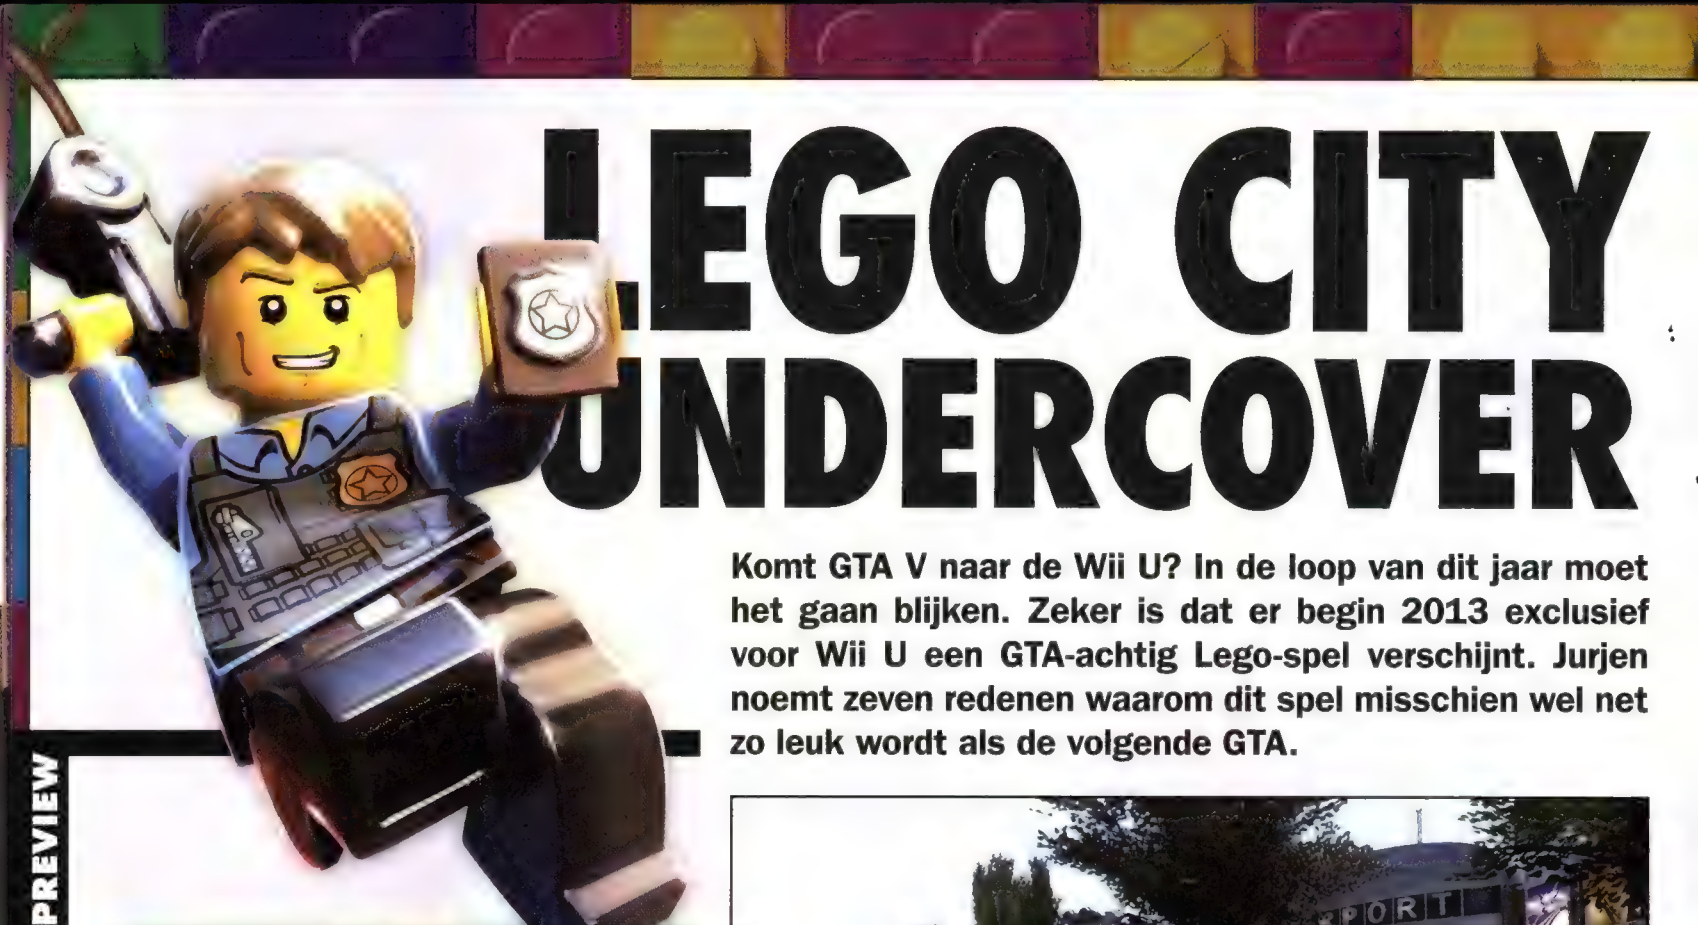 LEGO CITY
UNDERCOVER
Komt GTA V naar de Wii U? In de loop van dit jaar moet
het gaan blijken. Zeker is dat er begin 2013 exclusief
voor Wii U een GTA-achtig Lego-spel verschijnt. Jurjen
noemt zeven redenen waarom dit spel misschien wel net
zo leuk wordt als de volgende GTA.
PREVIEW
PORT